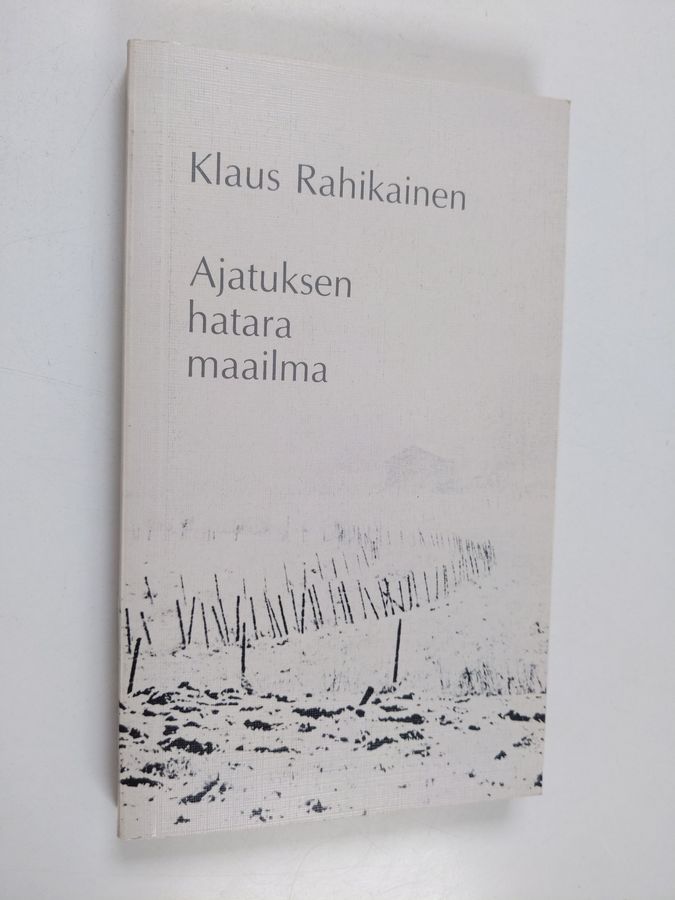 Klaus Rahikainen
Ajatuksen
hatara
maailma